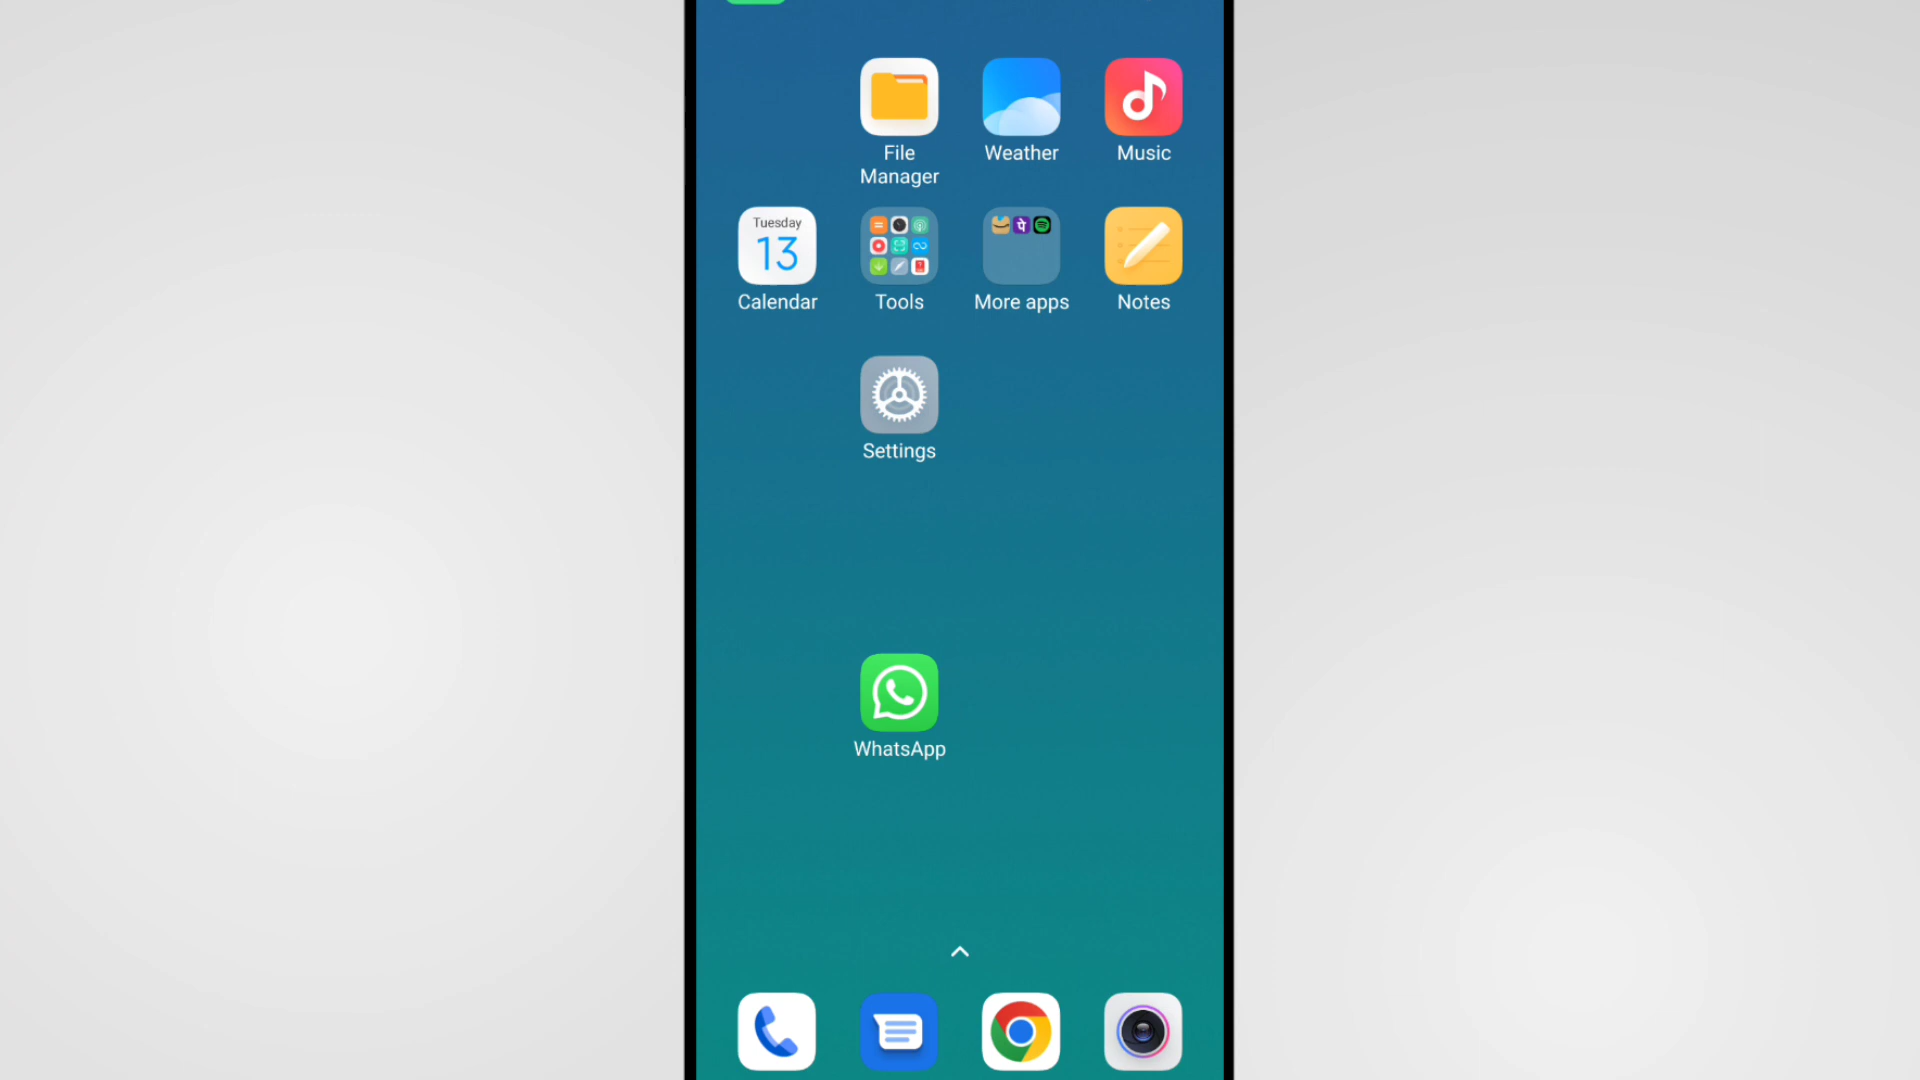 File
Manager
Weather
Music
Tuesday
13
Calendar
Tools
More apps
Notes
Settings
WhatsApp